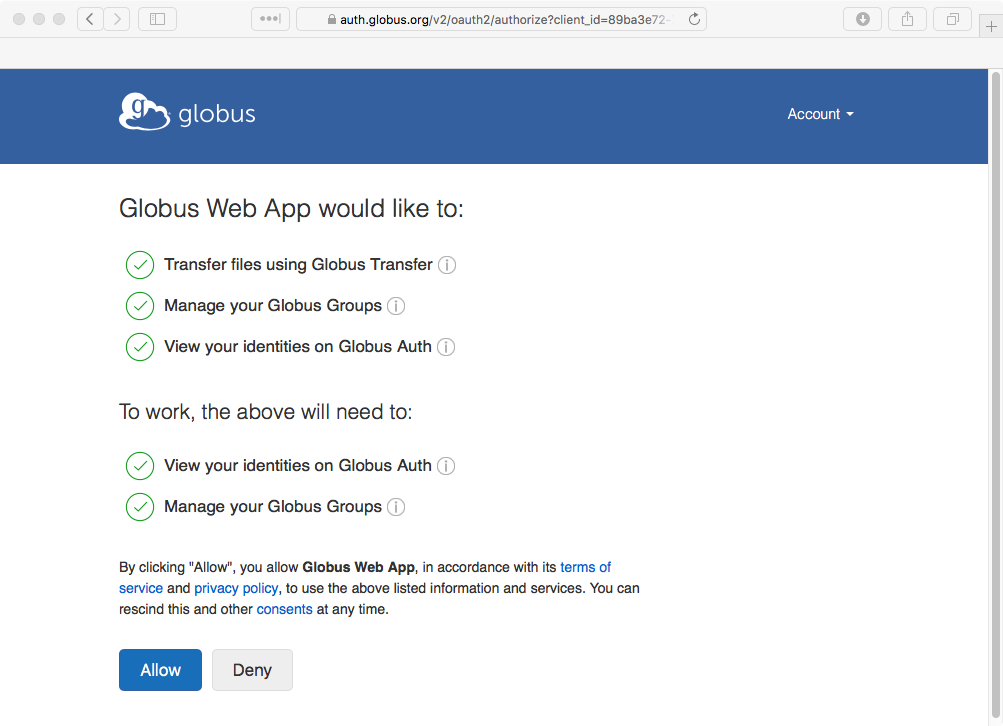 auth.globus.org/v2/oauth2/authorize?client_id=89ba3e72-
globus
Account
Globus Web App would like to:
Transfer files using Globus Transfer
Manage your Globus Groups
View your identities on Globus Auth
To work, the above will need to:
View your identities on Globus Auth
Manage your Globus Groups
By clicking "Allow", you allow Globus Web App, in accordance with its terms of
service and privacy policy, to use the above listed information and services. You can
rescind this and other consents at any time.
Allow Deny